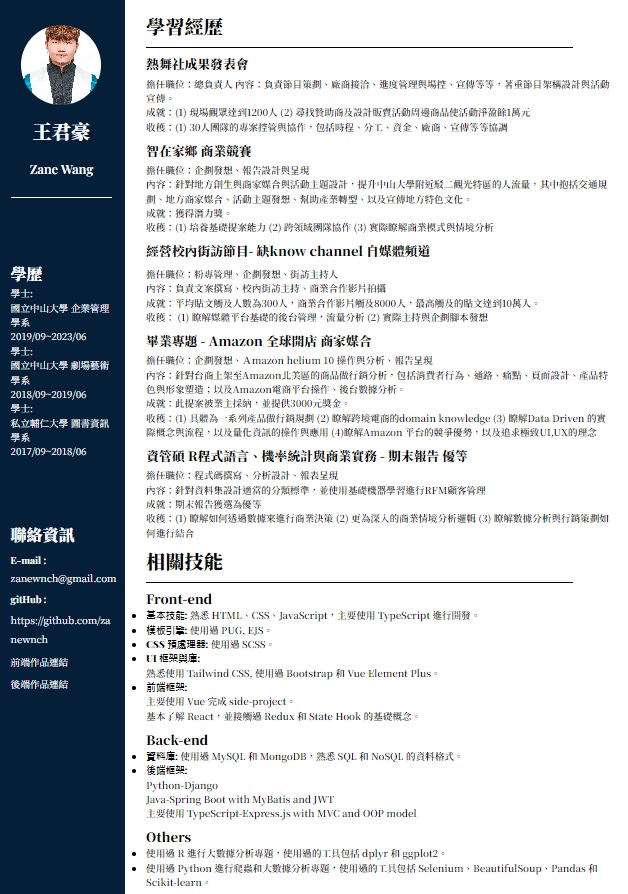 王君豪
Zane Wang
學歷
學士:
國立中山大學 企業管理
學系
2019/09~2023/06
學士:
國立中山大學 劇場藝術
學系
2018/09~2019/06
學士:
私立輔仁大學 圖書資訊
學系
2017/09~2018/06
聯絡資訊
E-mail :
zanewnch@gmail.com
gitHub :
https://github.com/za
newnch
前端作品連結
後端作品連結
學習經歷
熱舞社成果發表會
擔任職位：總負責人 內容：負責節目策劃、廠商接洽、進度管理與場控、宣傳等等，著重節目架構設計與活動
宣傳。
成就：(1) 現場觀眾達到1200人 (2) 尋找贊助商及設計販賣活動周邊商品使活動淨盈餘1萬元
收穫：(1) 30人團隊的專案控管與協作，包括時程、分工、資金、廠商、宣傳等等協調
智在家鄉 商業競賽
擔任職位：企劃發想、報告設計與呈現
內容：針對地方創生與商家媒合與活動主題設計，提升中山大學附近駁二觀光特區的人流量，其中抱括交通規
劃、地方商家媒合、活動主題發想、幫助產業轉型、以及宣傳地方特色文化。
成就：獲得潛力獎。
收穫：(1) 培養基礎提案能力 (2) 跨領域團隊協作 (3) 實際瞭解商業模式與情境分析
經營校內街訪節目- 缺know channel 自媒體頻道
擔任職位：粉專管理、企劃發想、街訪主持人
內容：負責文案撰寫、校內街訪主持、商業合作影片拍攝
成就：平均貼文觸及人數為300人，商業合作影片觸及8000人，最高觸及的貼文達到10萬人。
收穫： (1) 瞭解媒體平台基礎的後台管理，流量分析 (2) 實際主持與企劃腳本發想
畢業專題 - Amazon 全球開店 商家媒合
擔任職位：企劃發想、Amazon helium 10 操作與分析、報告呈現
內容：針對台商上架至Amazon北美區的商品做行銷分析，包括消費者行為、通路、痛點、頁面設計、產品特
色與形象塑造；以及Amazon電商平台操作、後台數據分析。
成就：此提案被業主採納，並提供3000元獎金。
收穫：(1) 具體為一系列產品做行銷規劃 (2) 瞭解跨境電商的domain knowledge (3) 瞭解Data Driven 的實
際概念與流程，以及量化資訊的操作與應用 (4)瞭解Amazon 平台的競爭優勢，以及追求極致UI,UX的理念
資管碩 R程式語言、機率統計與商業實務 - 期末報告 優等
擔任職位：程式碼撰寫、分析設計、報表呈現
內容：針對資料集設計適當的分類標準，並使用基礎機器學習進行RFM顧客管理
成就：期末報告獲選為優等
收穫：(1) 瞭解如何透過數據來進行商業決策 (2) 更為深入的商業情境分析邏輯 (3) 瞭解數據分析與行銷策劃如
何進行結合
相關技能
Front-end
基本技能: 熟悉 HTML、CSS、JavaScript，主要使用 TypeScript 進行開發。
模板引擎: 使用過 PUG, EJS。
CSS 預處理器: 使用過 SCSS。
UI 框架與庫:
熟悉使用 Tailwind CSS, 使用過 Bootstrap 和 Vue Element Plus。
前端框架:
主要使用 Vue 完成 side-project。
基本了解 React，並接觸過 Redux 和 State Hook 的基礎概念。
Back-end
資料庫: 使用過 MySQL 和 MongoDB，熟悉 SQL 和 NoSQL 的資料格式。
後端框架:
Python-Django
Java-Spring Boot with MyBatis and JWT
主要使用 TypeScript-Express.js with MVC and OOP model
Others
使用過 R 進行大數據分析專題，使用過的工具包括 dplyr 和 ggplot2。
使用過 Python 進行爬蟲和大數據分析專題，使用過的工具包括 Selenium、BeautifulSoup、Pandas 和
Scikit-learn。